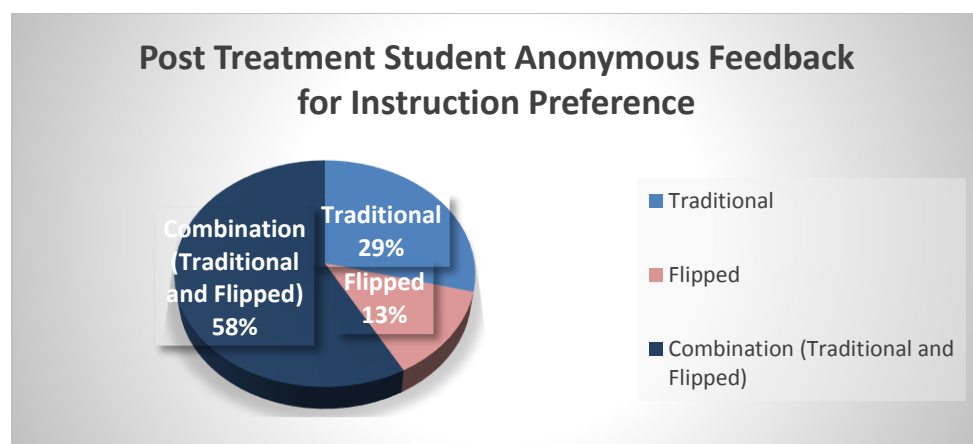 Post Treatment Student Anonymous Feedback
for Instruction Preference
Traditional
29%
Flipped
13%
Combination
(Traditional
and Flipped)
58%
Traditional
Flipped
Combination (Traditional and
Flipped)